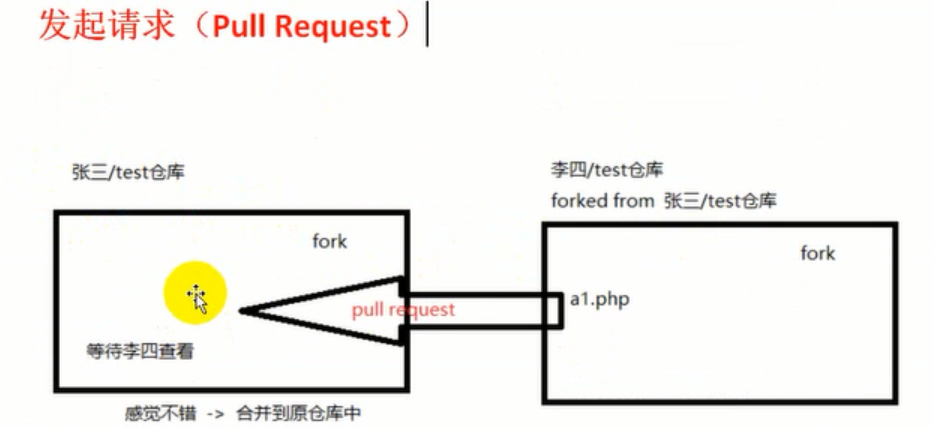 发起请求（Pull Request）
张三/test仓库
fork
pull request
等待李四查看
感觉不错 -> 合并到原仓库中
李四/test仓库
forked from 张三/test仓库
fork
a1.php